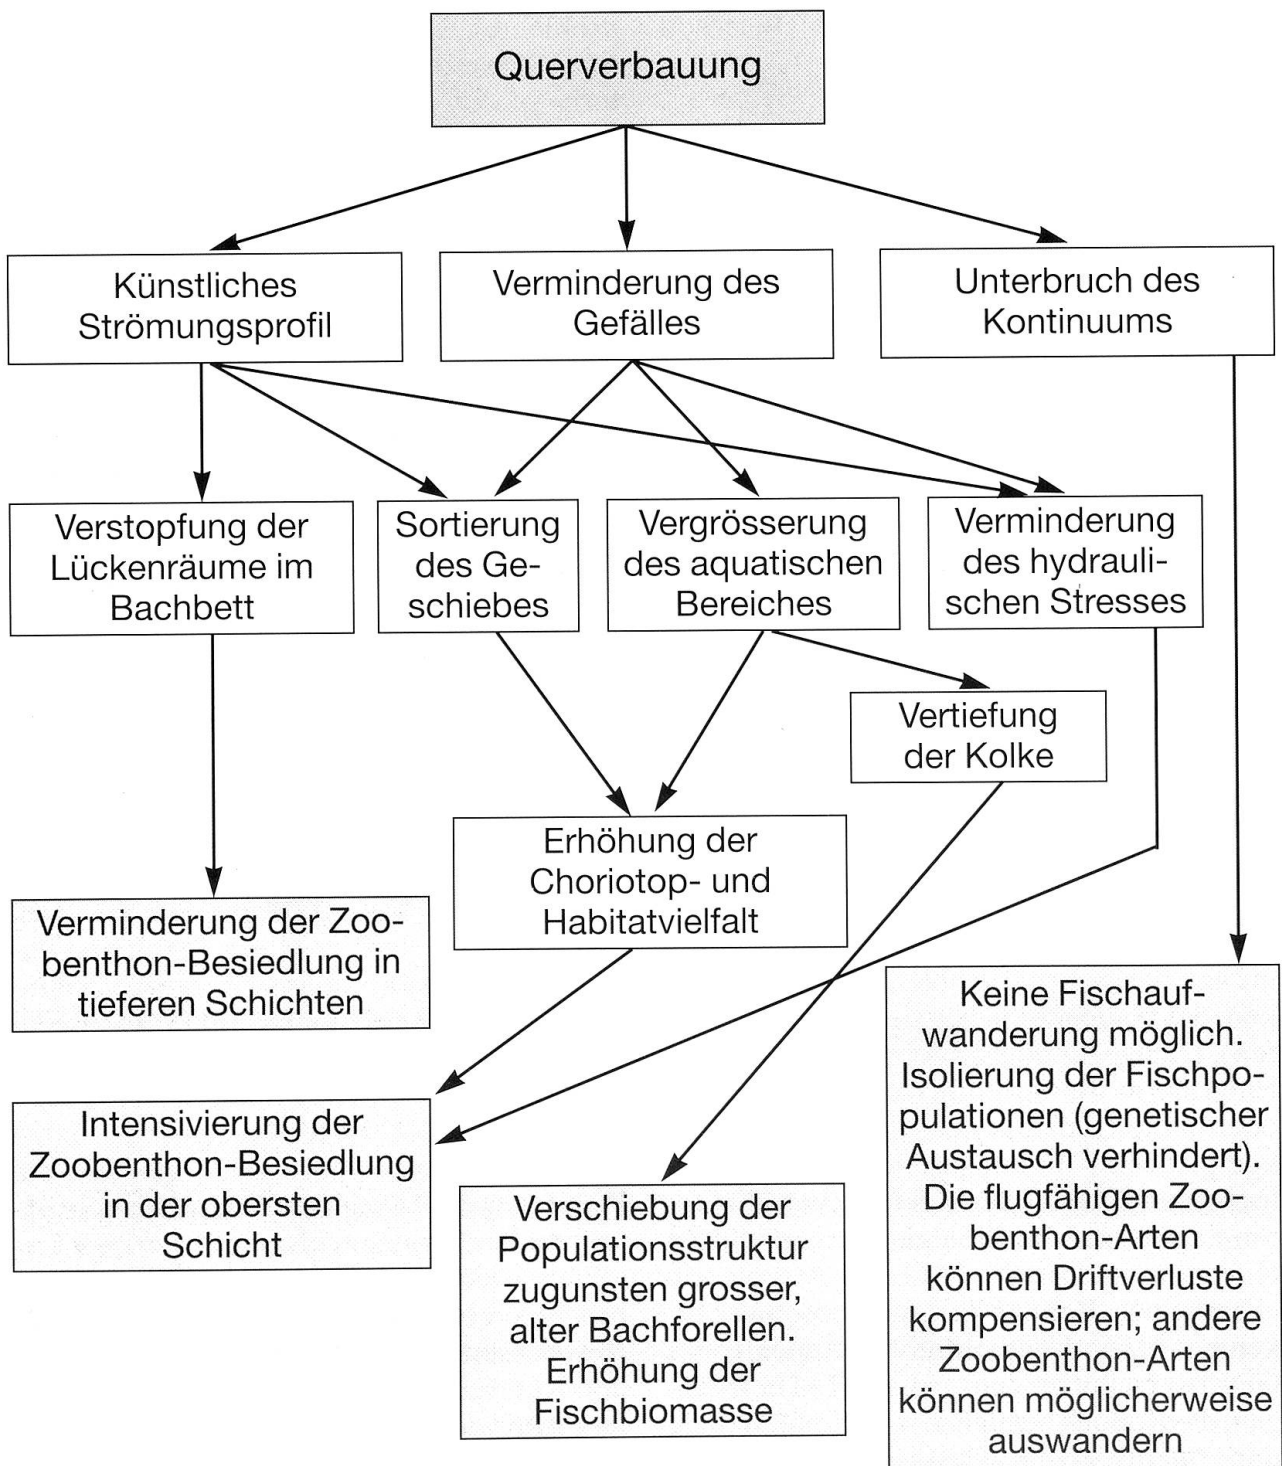 Querverbauung
Künstliches
Strömungsprofil
Verminderung des
Gefälles
Unterbruch des
Kontinuums
Verstopfung der
Lückenräume im
Bachbett
Sortierung
des Ge-
schiebes
Vergrösserung
des aquatischen
Bereiches
Verminderung
des hydrauli-
schen Stresses
Vertiefung
der Kolke
Erhöhung der
Choriotop- und
Habitatvielfalt
Verminderung der Zoo-
benthon-Besiedlung in
tieferen Schichten
Intensivierung der
Zoobenthon-Besiedlung
in der obersten
Schicht
Verschiebung der
Populationsstruktur
zugunsten grosser,
alter Bachforellen.
Erhöhung der
Fischbiomasse
Keine Fischauf-
wanderung möglich.
Isolierung der Fischpo-
pulationen (genetischer
Austausch verhindert).
Die flugfähigen Zoo-
benthon-Arten
können Driftverluste
kompensieren; andere
Zoobenthon-Arten
können möglicherweise
auswandern